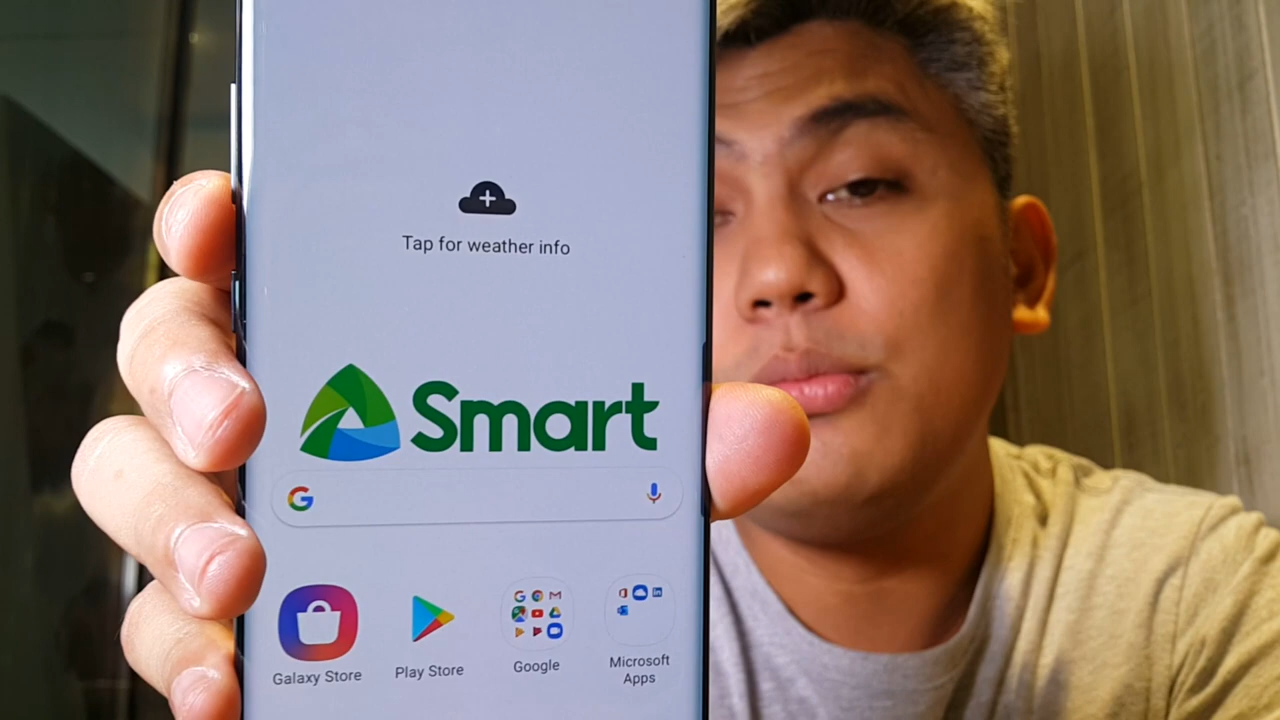 Tap for weather info
Smart
Galaxy Store
Play Store
Google
Microsoft
Apps